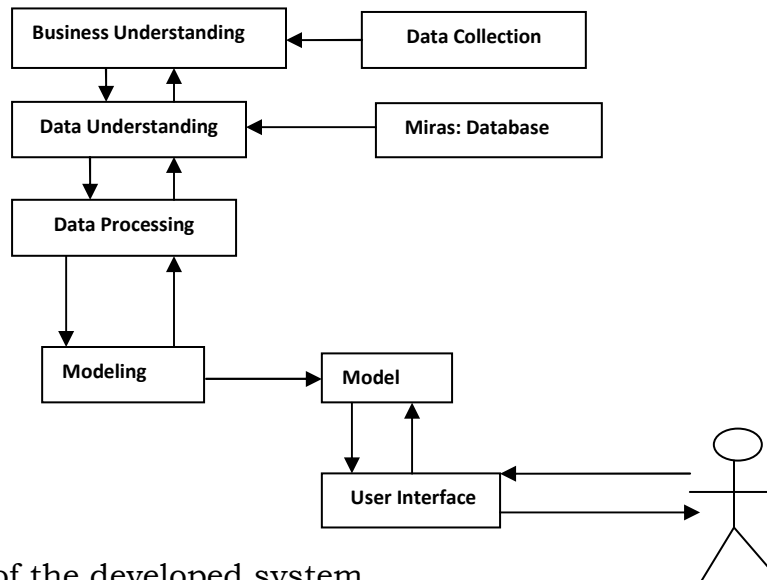 Business Understanding
Data Collection
Data Understanding
Miras: Database
Data Processing
Modeling
Model
User Interface
of the developed system